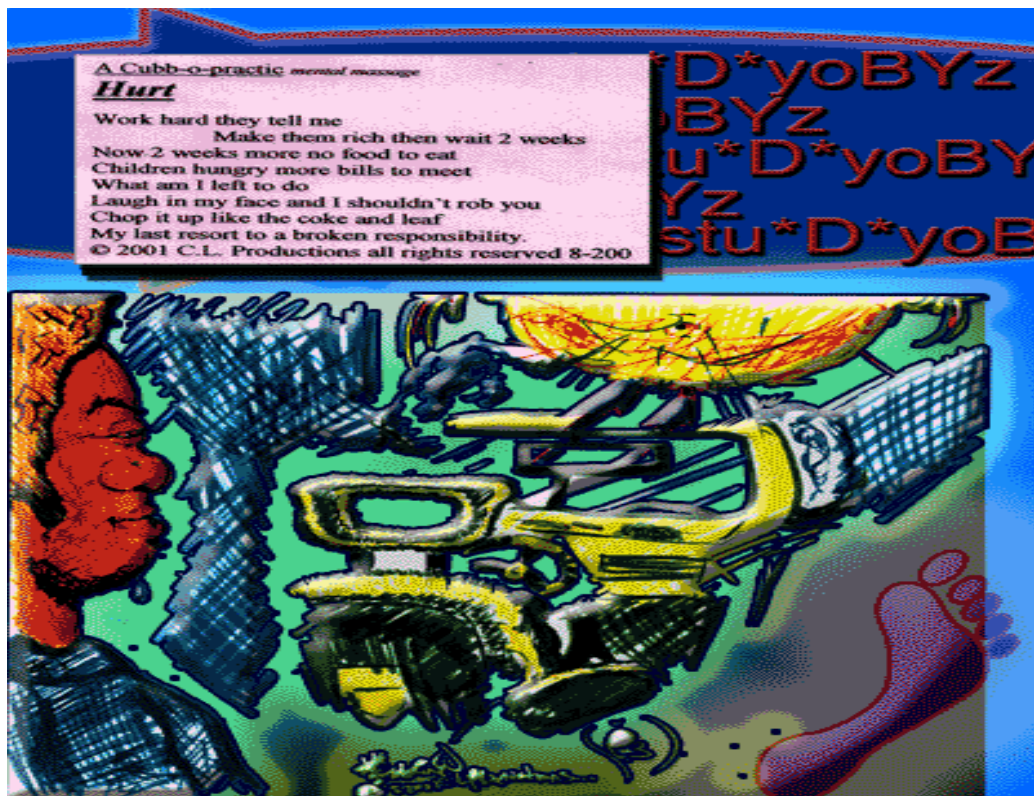 A Cubb-o-practic mental massage
Hurt
Work hard they tell me
Make them rich then wait 2 weeks
Now 2 weeks more no food to eat
Children hungry more bills to meet
What am I left to do
Laugh in my face and I shouldn't rob you
Chop it up like the coke and leaf
My last resort to a broken responsibility.
© 2001 C.L. Productions all rights reserved 8-200
*D*yoBYz
oBYz
tu*D*yoBY
Yz
stu*D*yoB